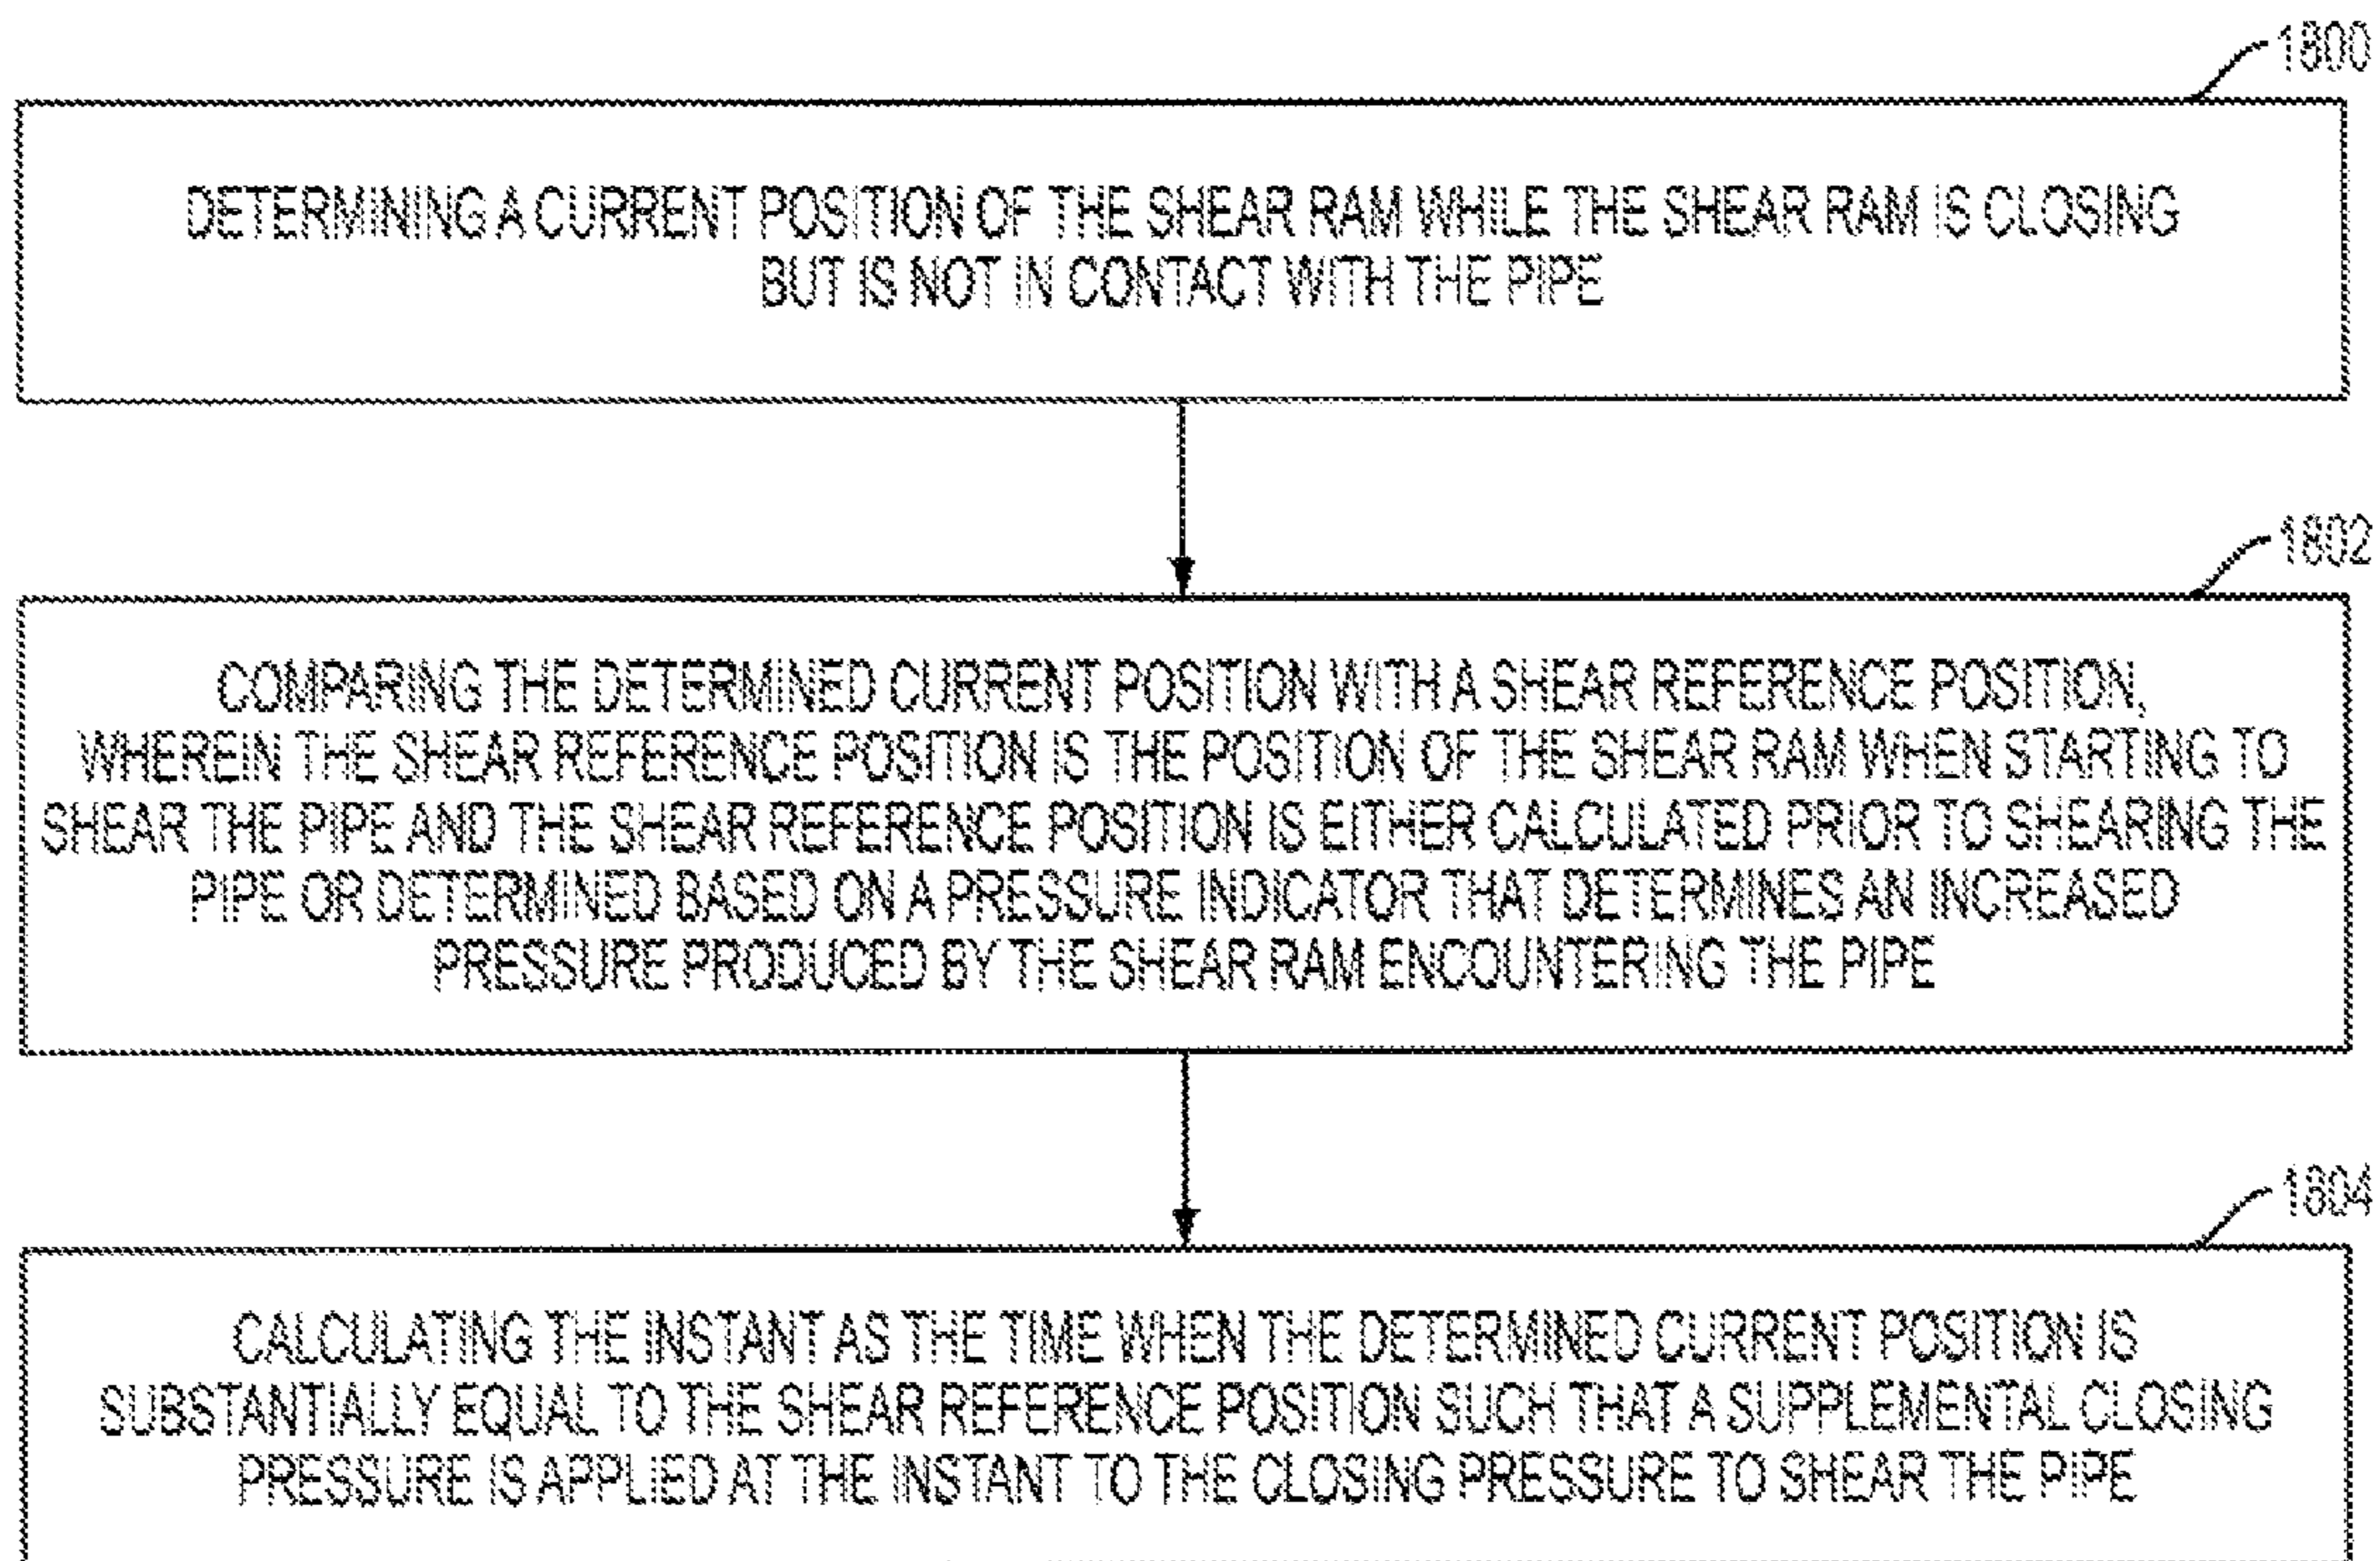 1800
DETERMINING A CURRENT POSITION OF THE SHEAR RAM WHILE THE SHEAR RAM IS CLOSING
BUT IS NOT IN CONTACT WITH THE PIPE
1802
COMPARING THE DETERMINED CURRENT POSITION WITH A SHEAR REFERENCE POSITION,
WHEREIN THE SHEAR REFERENCE POSITION IS THE POSITION OF THE SHEAR RAM WHEN STARTING TO
SHEAR THE PIPE AND THE SHEAR REFERENCE POSITION IS EITHER CALCULATED PRIOR TO SHEARING THE
PIPE OR DETERMINED BASED ON A PRESSURE INDICATOR THAT DETERMINES AN INCREASED
PRESSURE PRODUCED BY THE SHEAR RAM ENCOUNTERING THE PIPE
1804
CALCULATING THE INSTANT AS THE TIME WHEN THE DETERMINED CURRENT POSITION IS
SUBSTANTIALLY EQUAL TO THE SHEAR REFERENCE POSITION SUCH THAT A SUPPLEMENTAL CLOSING
PRESSURE IS APPLIED AT THE INSTANT TO THE CLOSING PRESSURE TO SHEAR THE PIPE